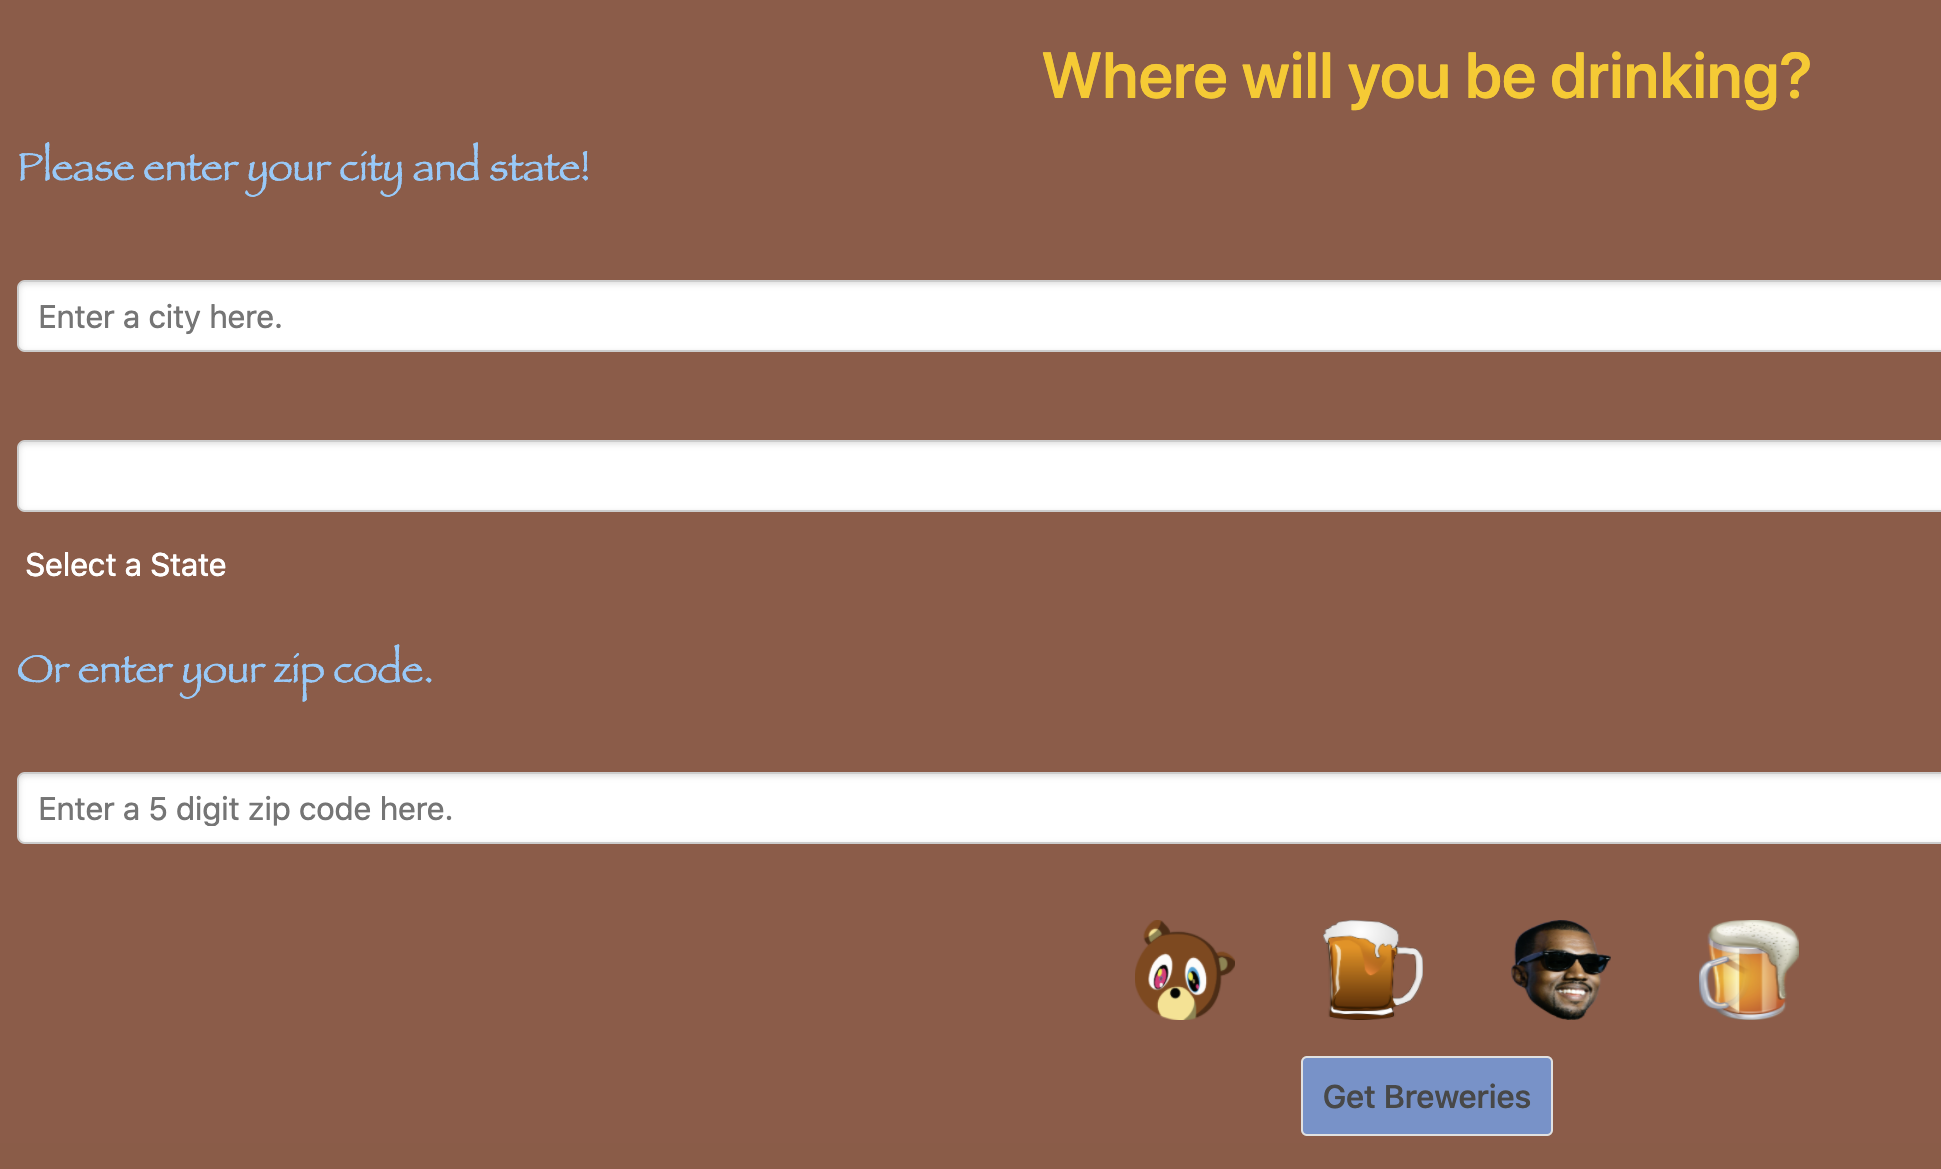 Where will you be drinking?
Please enter your city and state!
Enter a city here.
Select a State
Or enter your zip code.
Enter a 5 digit zip code here.
Get Breweries